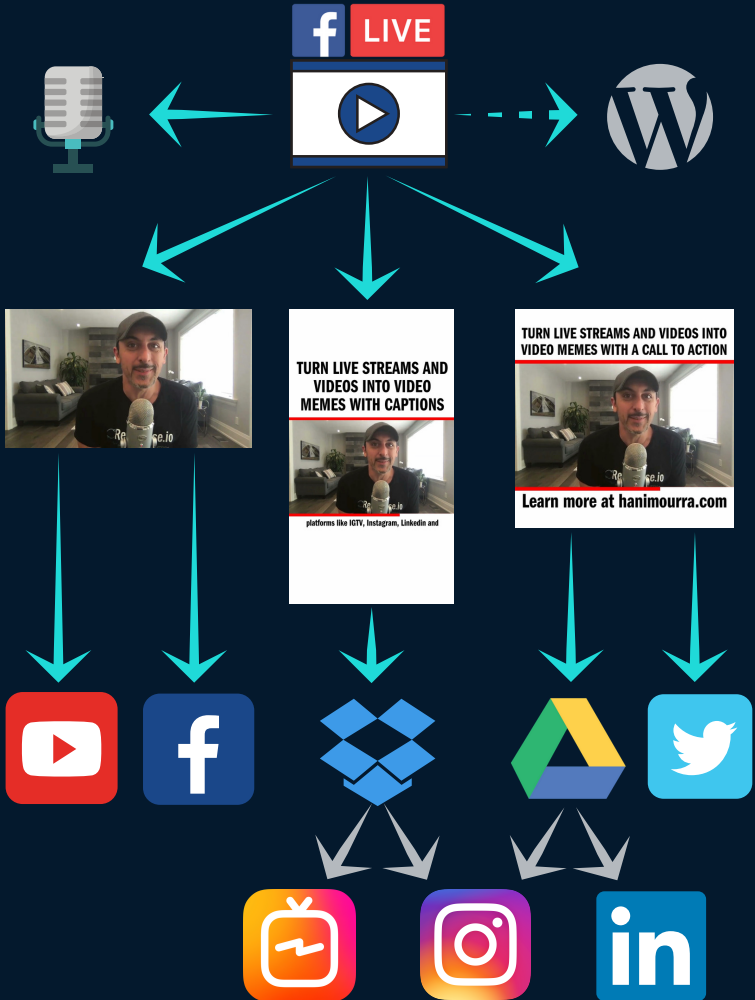 f LIVE
TURN LIVE STREAMS AND
VIDEOS INTO VIDEO
MEMES WITH CAPTIONS
platforms like IGTV, Instagram, Linkedin and
TURN LIVE STREAMS AND VIDEOS INTO
VIDEO MEMES WITH A CALL TO ACTION
Learn more at hanimourra.com
f
in